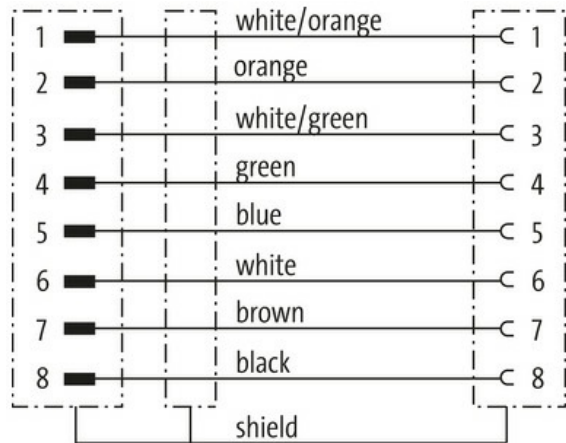 1 white/orange 1
2 orange 2
3 white/green 3
4 green 4
5 blue 5
6 white 6
7 brown 7
8 black 8
shield